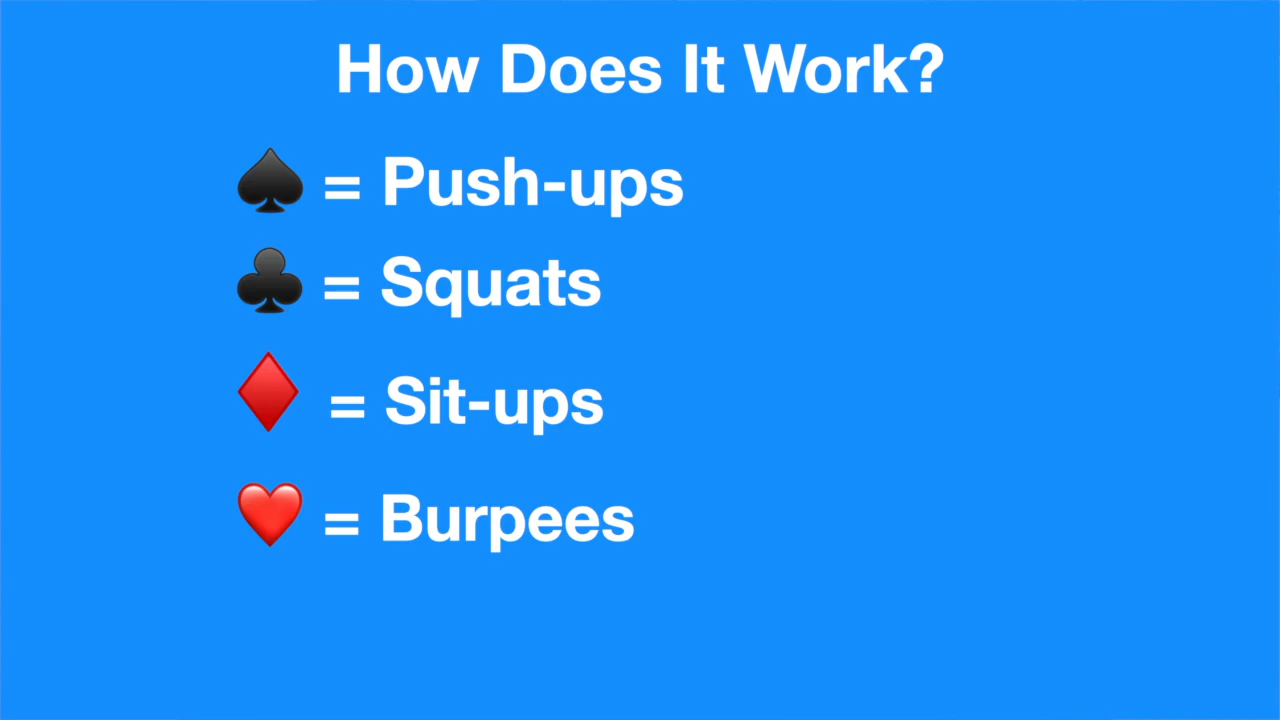 How Does It Work?
♠️ = Push-ups
♣️ = Squats
♦️ = Sit-ups
❤️ = Burpees